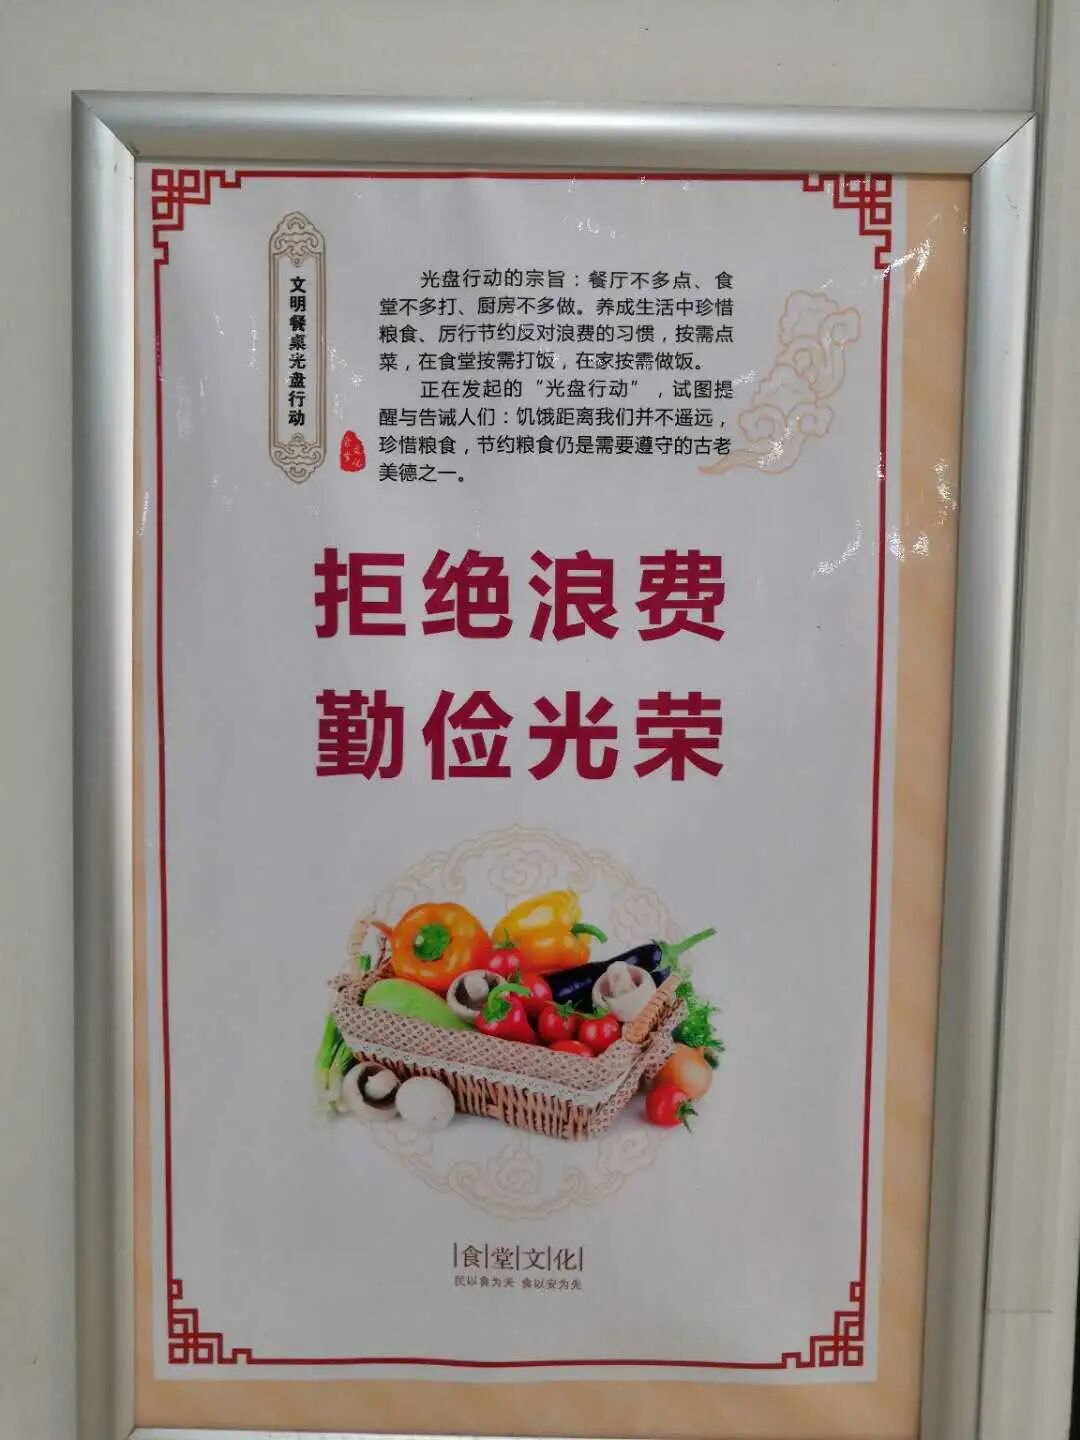 文明餐桌光盘行动
光盘行动的宗旨：餐厅不多点、食
堂不多打、厨房不多做。养成生活中珍惜
粮食、厉行节约反对浪费的习惯，按需点
菜，在食堂按需打饭，在家按需做饭。
正在发起的“光盘行动”，试图提
醒与告诫人们：饥饿距离我们并不遥远，
珍惜粮食，节约粮食仍是需要遵守的古老
美德之一。
食堂文化
拒绝浪费
勤俭光荣
|食|堂|文|化|
民以食为天 食以安为先